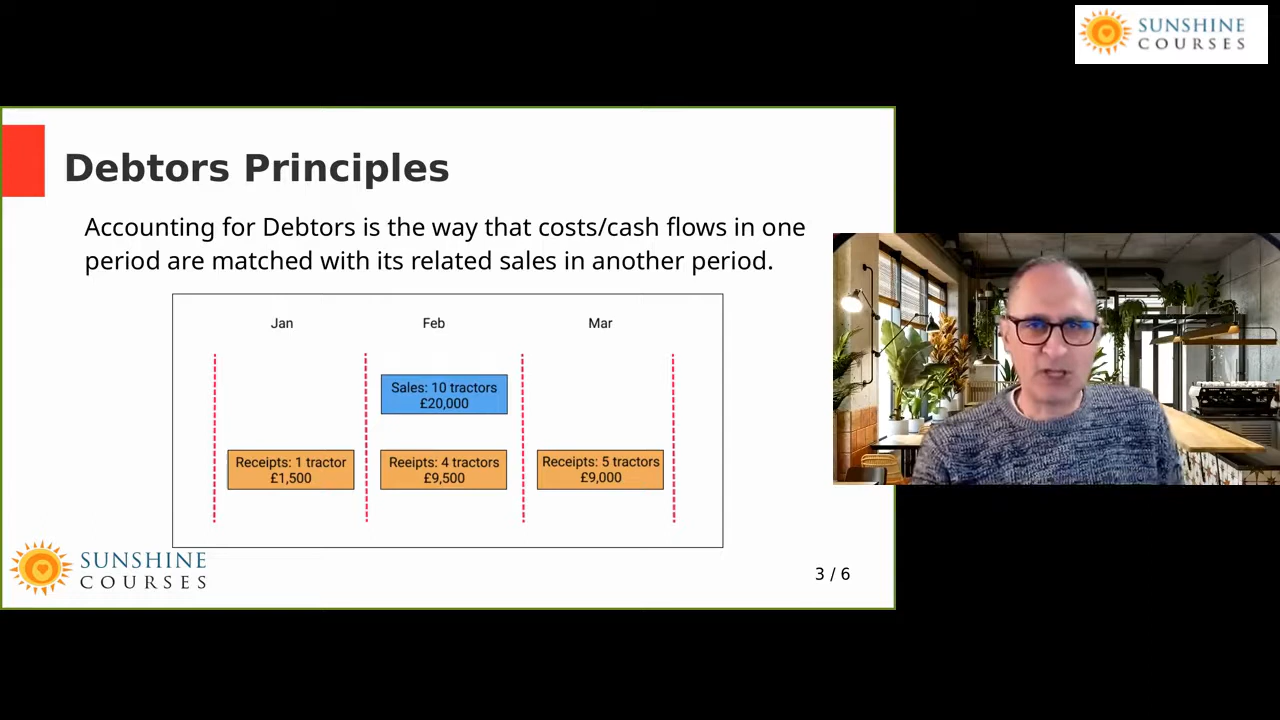 SUNSHINE
COURSES
Debtors Principles
Accounting for Debtors is the way that costs/cash flows in one
period are matched with its related sales in another period.
Jan Feb Mar
Sales: 10 tractors
£20,000
Receipts: 1 tractor
£1,500
Reeipts: 4 tractors
£9,500
Receipts: 5 tractors
£9,000
SUNSHINE
COURSES
3 / 6